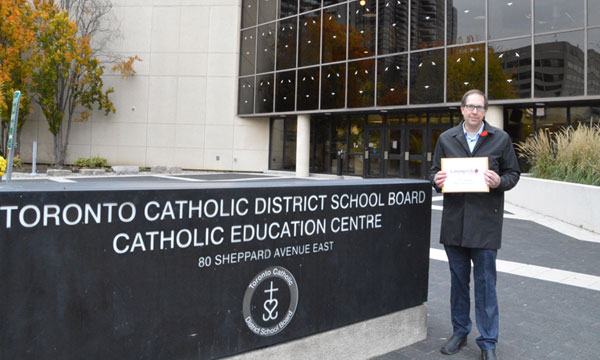 TORONTO CATHOLIC DISTRICT SCHOOL BOARD
CATHOLIC EDUCATION CENTRE
80 SHEPPARD AVENUE EAST
Toronto Catholic
District School Board